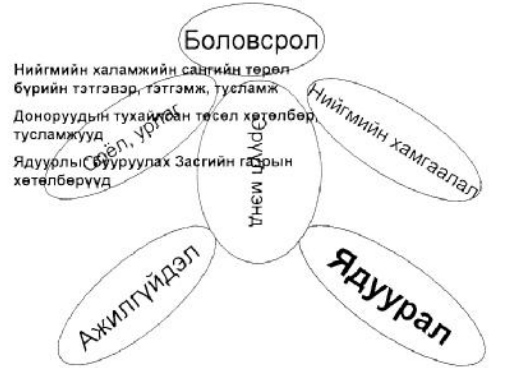 Боловсрол
Нийгмийн халамжийн сангийн төрөл
бүрийн тэтгэвэр, тэтгэмж, тусламж
Доноруудын тухайлсан төсөл хөтөлбөр,
тусламжууд
Ядуурлыг бууруулах Засгийн газрын
хөтөлбөрүүд
Соёл, урлаг
Эрүүл мэнд
Нийгмийн хамгаалал
Ажилгүйдэл
Ядуурал